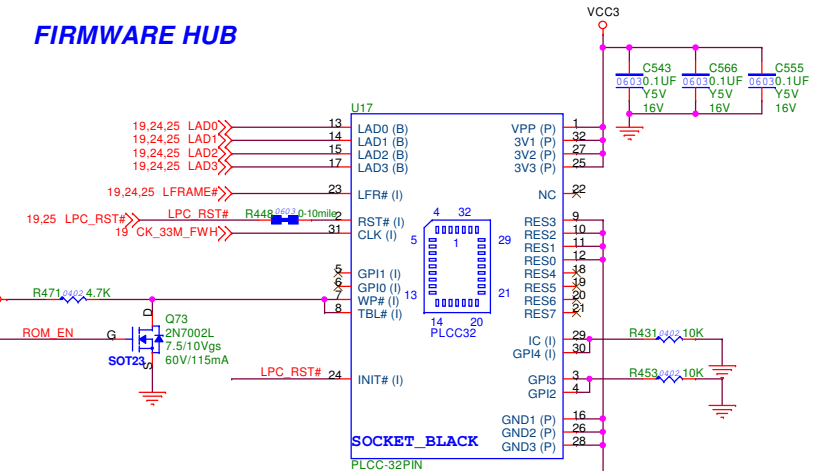 FIRMWARE HUB
VCC3
C543
0603 0.1UF
Y5V
16V
C566
0603 0.1UF
Y5V
16V
C555
0603 0.1UF
Y5V
16V
U17
19,24,25 LAD0 13 LAD0 (B)
19,24,25 LAD1 14 LAD1 (B)
19,24,25 LAD2 15 LAD2 (B)
19,24,25 LAD3 17 LAD3 (B)
19,24,25 LFRAME# 23 LFR# (I)
19,25 LPC_RST# LPC_RST# R448 0603 0-10mile 2 RST# (I)
19 CK_33M_FWH 31 CLK (I)
5 GPI1 (I)
6 GPI0 (I)
R471 0402 4.7K 7 WP# (I)
8 TBL# (I)
ROM_EN G D S
Q73
2N7002L
7.5/10Vgs
60V/115mA
SOT23
LPC_RST# 24 INIT# (I)
VPP (P) 1
3V1 (P) 32
3V2 (P) 27
3V3 (P) 25
NC 22
RES3 9
RES2 10
RES1 11
RES0 12
RES4 18
RES5 19
RES6 20
RES7 21
IC (I) 29 R431 0402 10K
GPI4 (I) 30
GPI3 3 R453 0402 10K
GPI2 4
GND1 (P) 16
GND2 (P) 26
GND3 (P) 28
4 32
5 1 29
13 21
14 20
PLCC32
SOCKET_BLACK
PLCC-32PIN